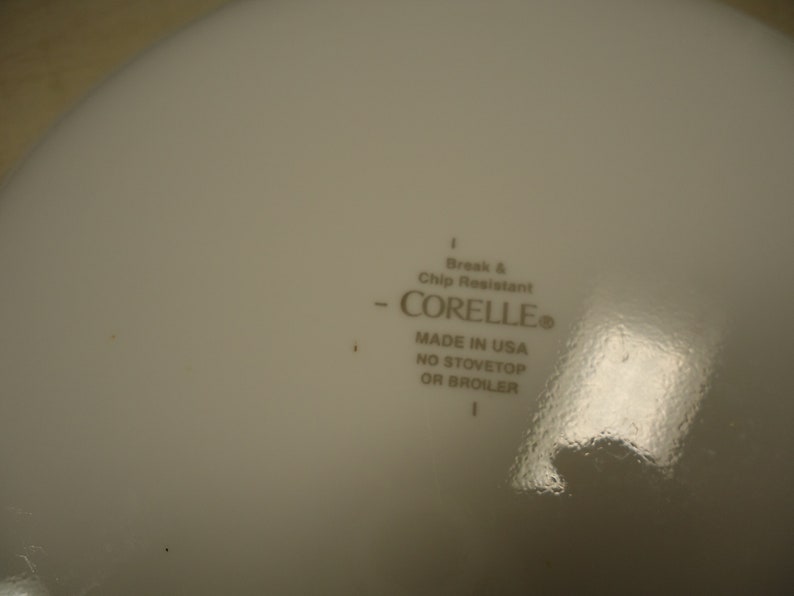 Break &
Chip Resistant
- CORELLE®
MADE IN USA
NO STOVETOP
OR BROILER